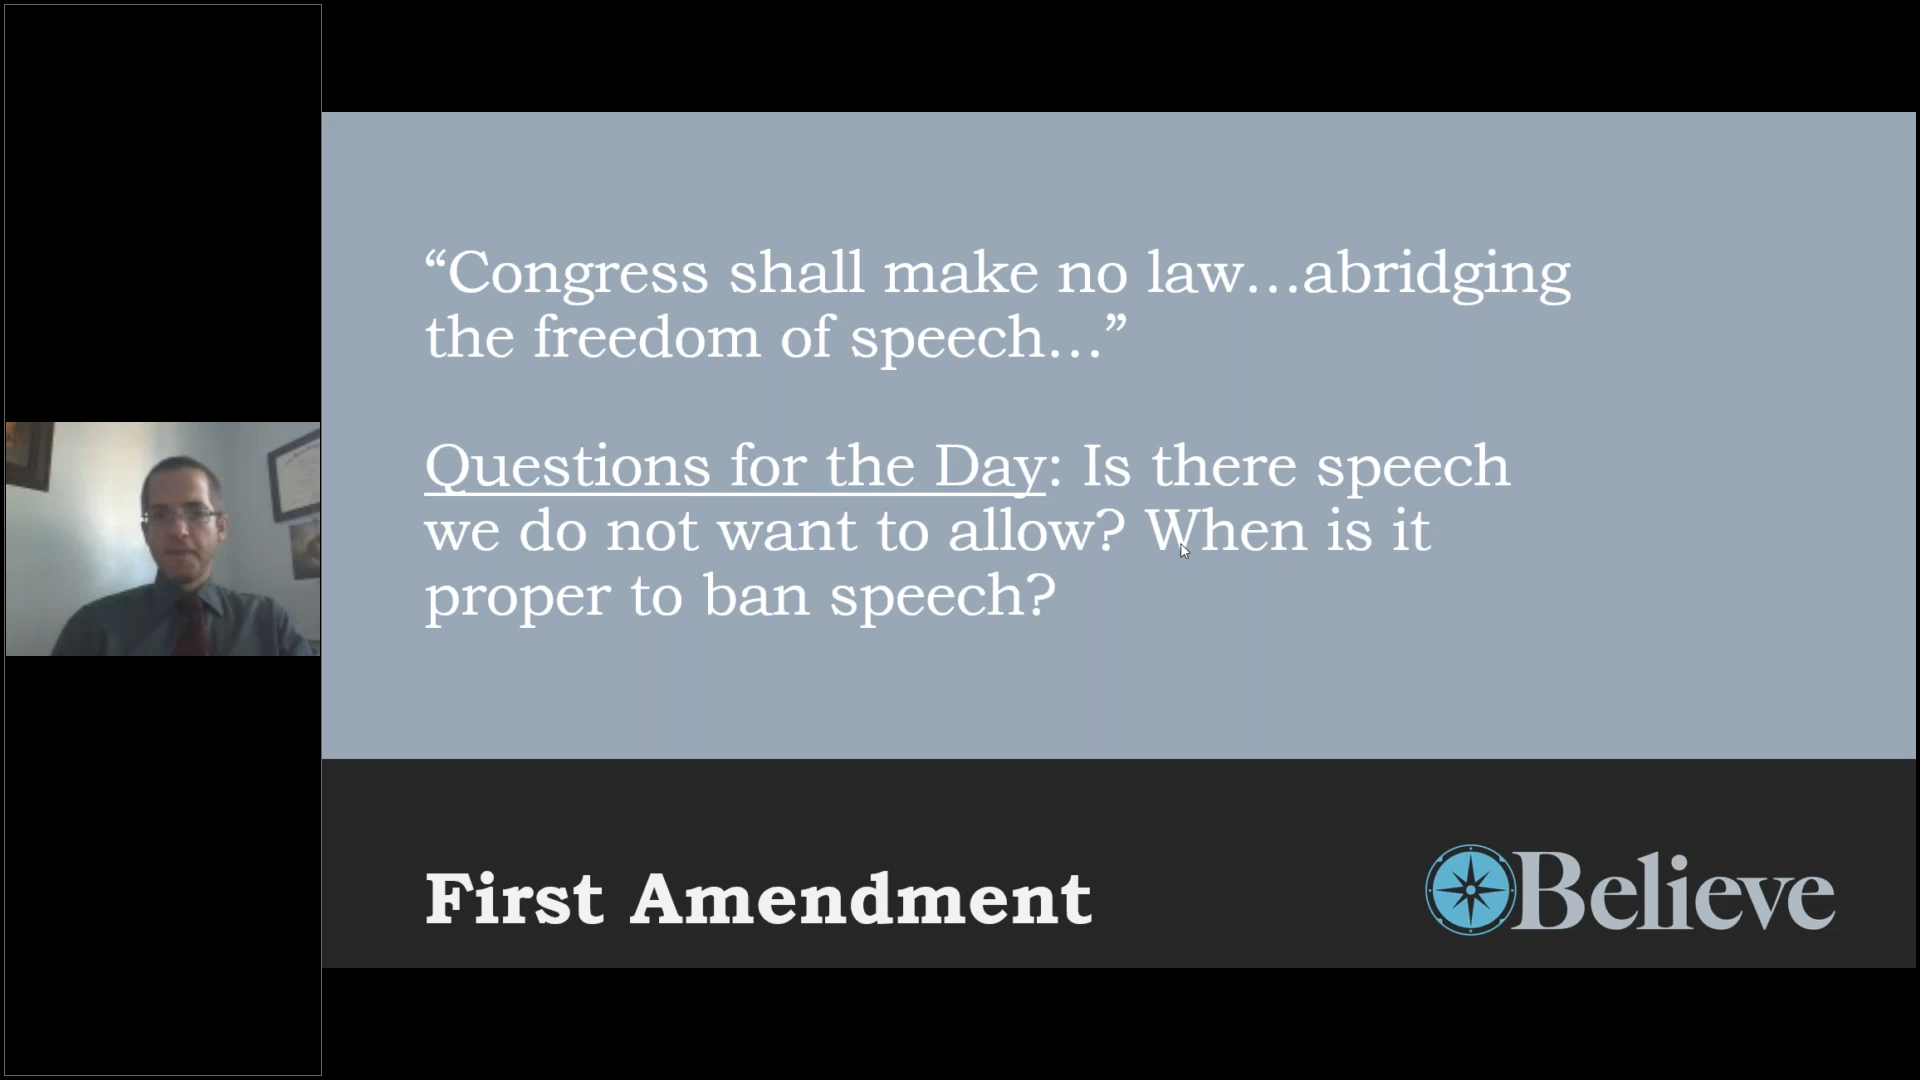 “Congress shall make no law…abridging
the freedom of speech…”
Questions for the Day: Is there speech
we do not want to allow? When is it
proper to ban speech?
First Amendment
Believe